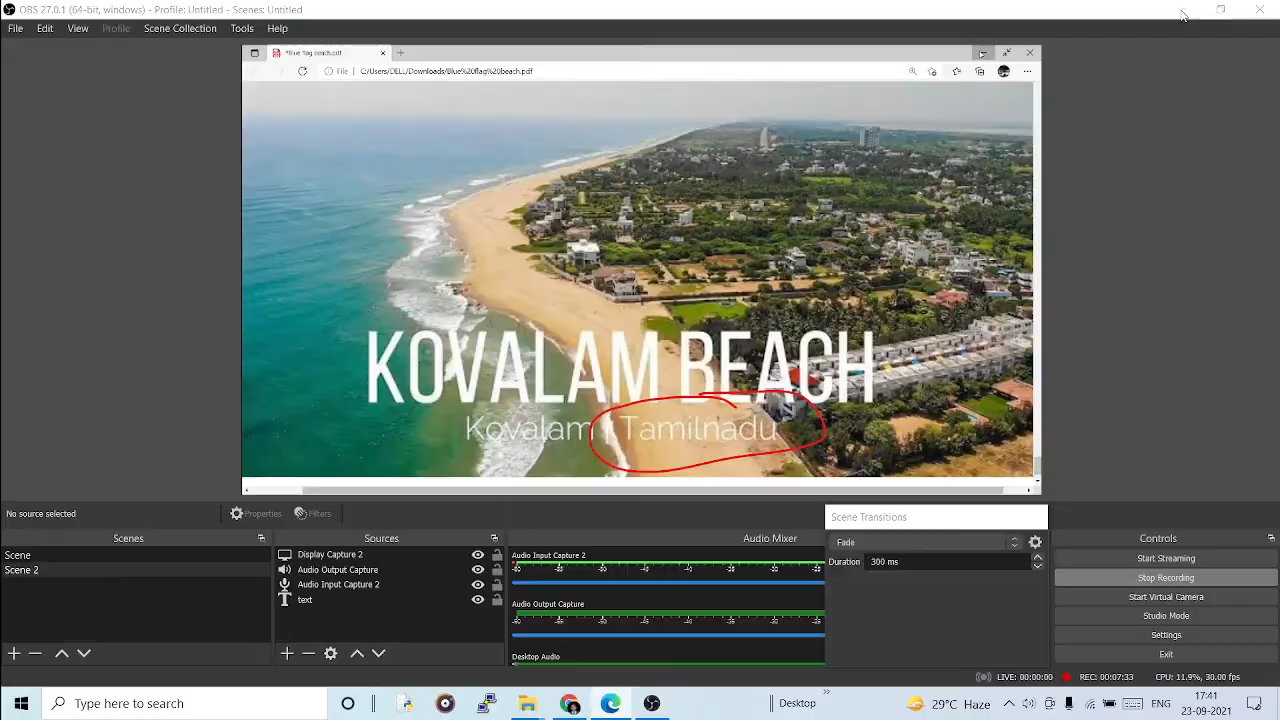 OBS 27.0.1 (64-bit, windows) - Profile: Untitled - Scenes: Untitled
File Edit View Profile Scene Collection Tools Help
*Blue flag beach.pdf
File C:/Users/DELL/Downloads/Blue%20flag%20beach.pdf
KOVALAM BEACH
Kovalam | Tamilnadu
No source selected Properties Filters
Scene Transitions
Scenes Sources Audio Mixer Controls
Scene
Scene 2
Display Capture 2
Audio Output Capture
Audio Input Capture 2
text
Audio Input Capture 2
Audio Output Capture
Desktop Audio
Fade
Duration 300 ms
Start Streaming
Stop Recording
Start Virtual Camera
Studio Mode
Settings
Exit
LIVE: 00:00:00 REC: 00:07:33 CPU: 11.9%, 30.00 fps
Type here to search Desktop 29°C Haze ENG 17:41
23-09-2021